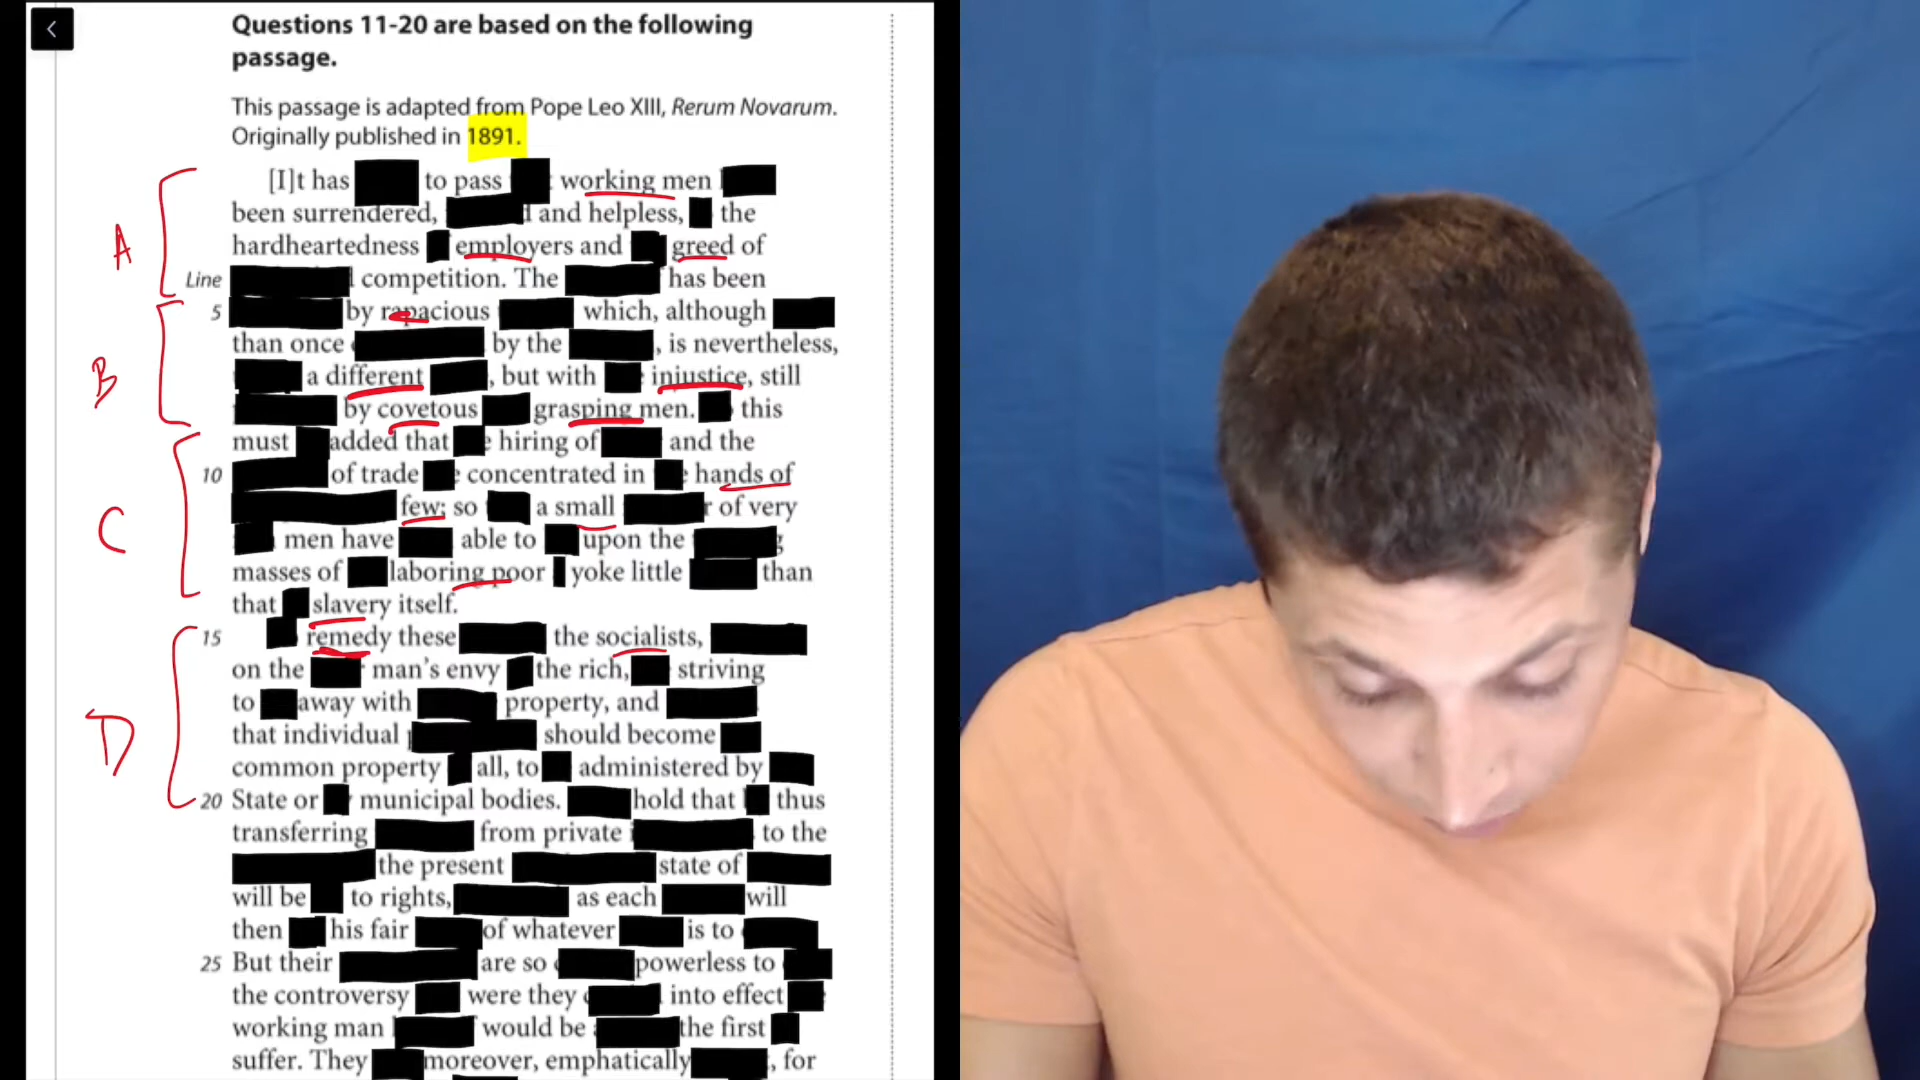 Questions 11-20 are based on the following
passage.
This passage is adapted from Pope Leo XIII, Rerum Novarum.
Originally published in 1891.
[I]t has to pass working men
been surrendered, and helpless, the
hardheartedness employers and greed of
Line competition. The has been
5 by rapacious which, although
than once by the , is nevertheless,
a different , but with injustice, still
by covetous grasping men. this
must added that hiring of and the
10 of trade concentrated in hands of
few; so a small of very
men have able to upon the
masses of laboring poor yoke little than
that slavery itself.
15 remedy these the socialists,
on the man's envy the rich, striving
to away with property, and
that individual should become
common property all, to administered by
20 State or municipal bodies. hold that thus
transferring from private to the
the present state of
will be to rights, as each will
then his fair of whatever is to
25 But their are so powerless to
the controversy were they into effect
working man would be the first
suffer. They moreover, emphatically , for
A
B
C
D